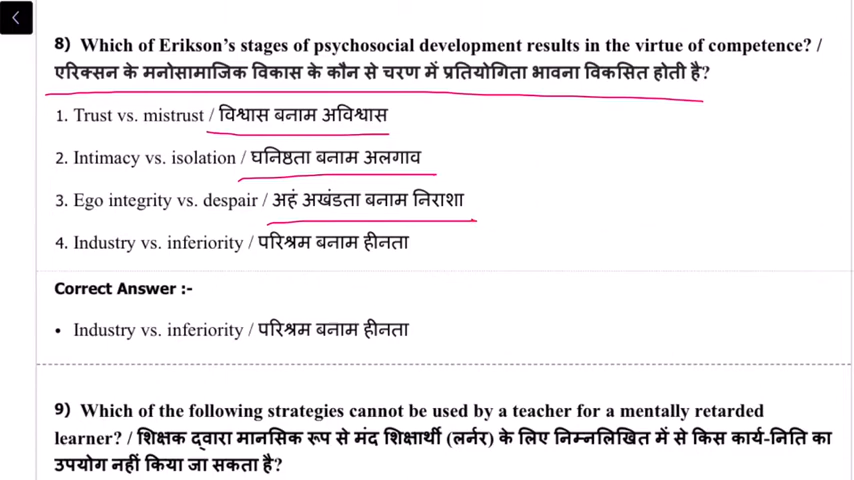 8) Which of Erikson's stages of psychosocial development results in the virtue of competence? /
एरिक्सन के मनोसामाजिक विकास के कौन से चरण में प्रतियोगिता भावना विकसित होती है?
1. Trust vs. mistrust / विश्वास बनाम अविश्वास
2. Intimacy vs. isolation / घनिष्ठता बनाम अलगाव
3. Ego integrity vs. despair / अहं अखंडता बनाम निराशा
4. Industry vs. inferiority / परिश्रम बनाम हीनता
Correct Answer :-
• Industry vs. inferiority / परिश्रम बनाम हीनता
9) Which of the following strategies cannot be used by a teacher for a mentally retarded
learner? / शिक्षक द्वारा मानसिक रूप से मंद शिक्षार्थी (लर्नर) के लिए निम्नलिखित में से किस कार्य-निति का
उपयोग नहीं किया जा सकता है?